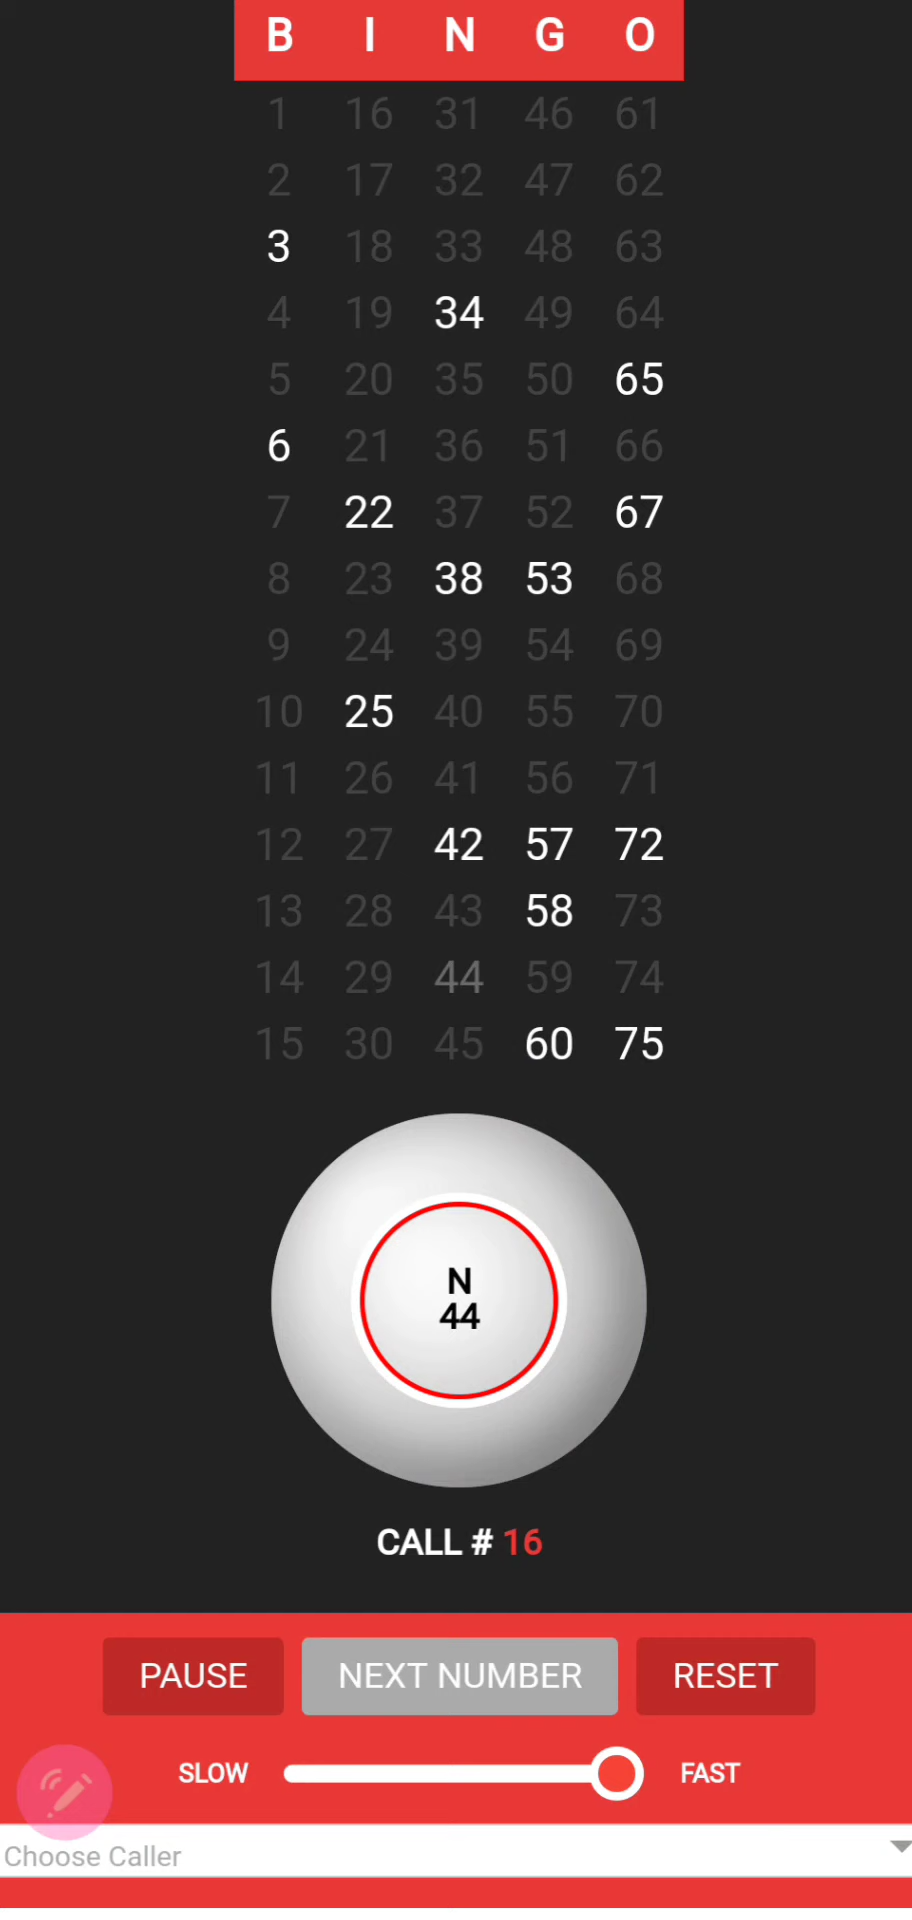 B I N G O
1 16 31 46 61
2 17 32 47 62
3 18 33 48 63
4 19 34 49 64
5 20 35 50 65
6 21 36 51 66
7 22 37 52 67
8 23 38 53 68
9 24 39 54 69
10 25 40 55 70
11 26 41 56 71
12 27 42 57 72
13 28 43 58 73
14 29 44 59 74
15 30 45 60 75
N
44
CALL # 16
PAUSE NEXT NUMBER RESET
SLOW FAST
Choose Caller